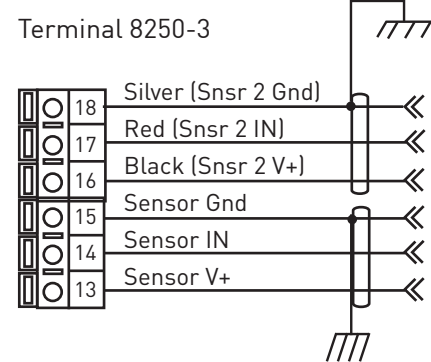 Terminal 8250-3
18 Silver (Snsr 2 Gnd)
17 Red (Snsr 2 IN)
16 Black (Snsr 2 V+)
15 Sensor Gnd
14 Sensor IN
13 Sensor V+